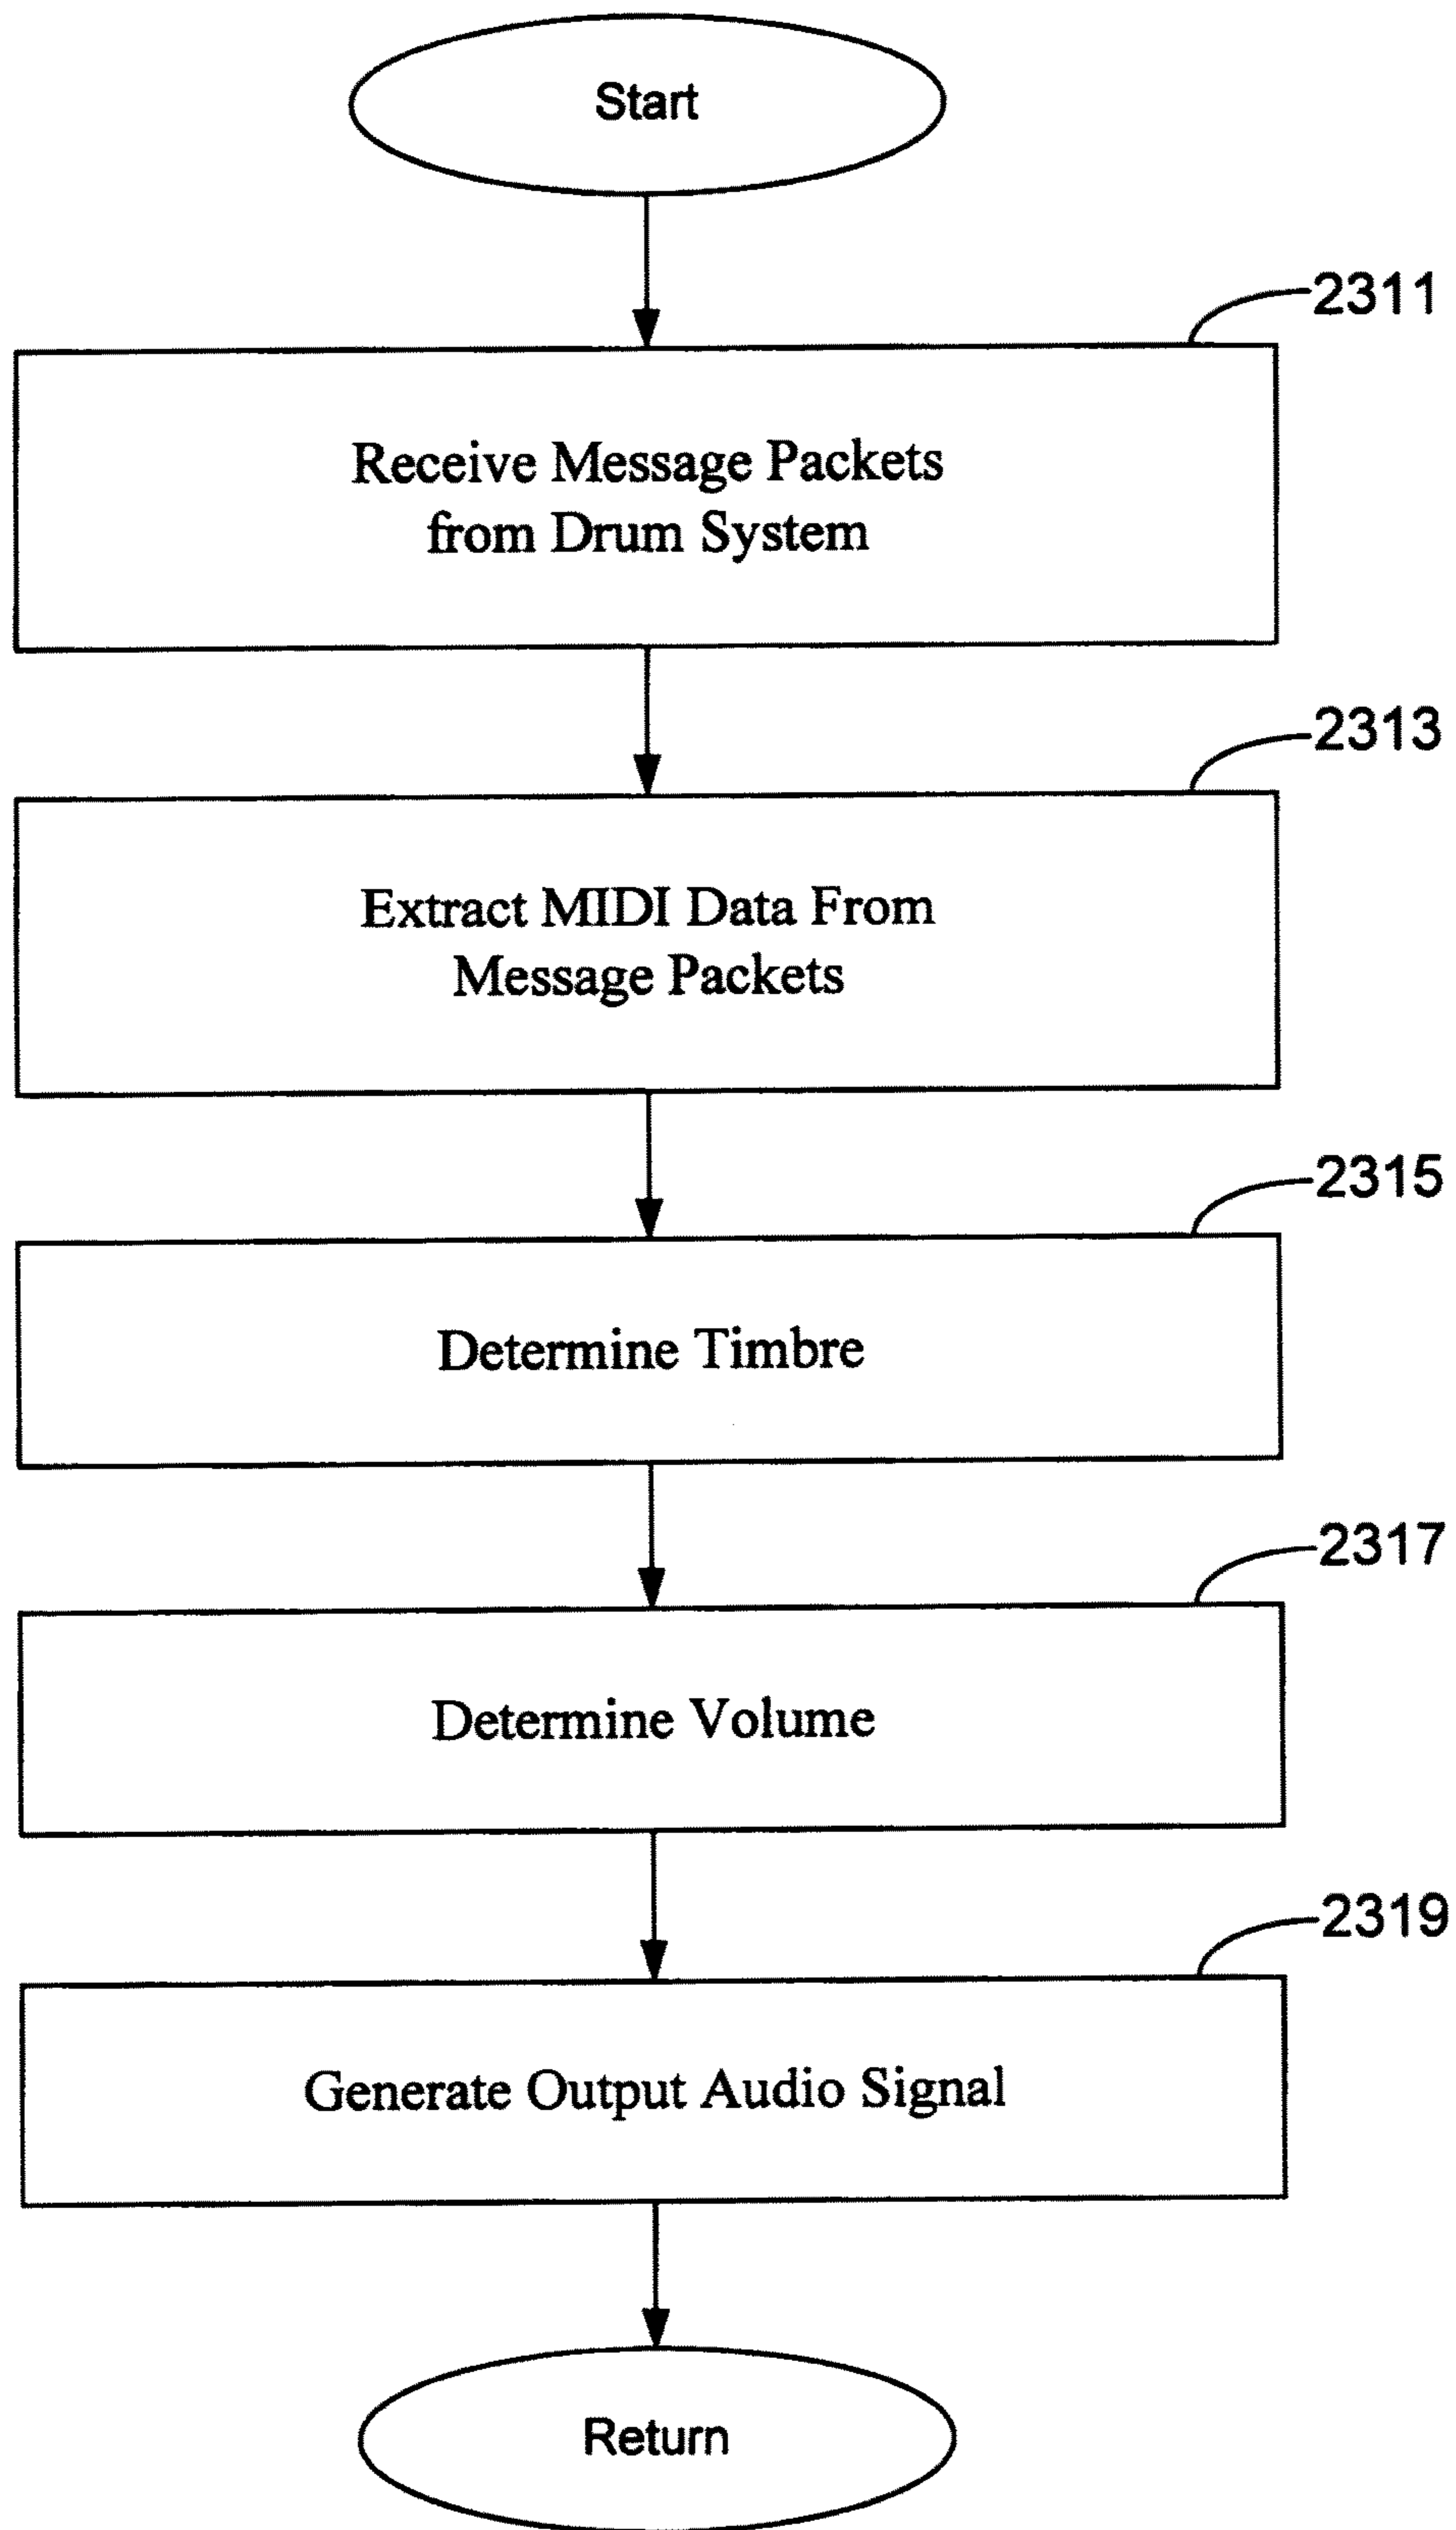 Start
2311
Receive Message Packets
from Drum System
2313
Extract MIDI Data From
Message Packets
2315
Determine Timbre
2317
Determine Volume
2319
Generate Output Audio Signal
Return